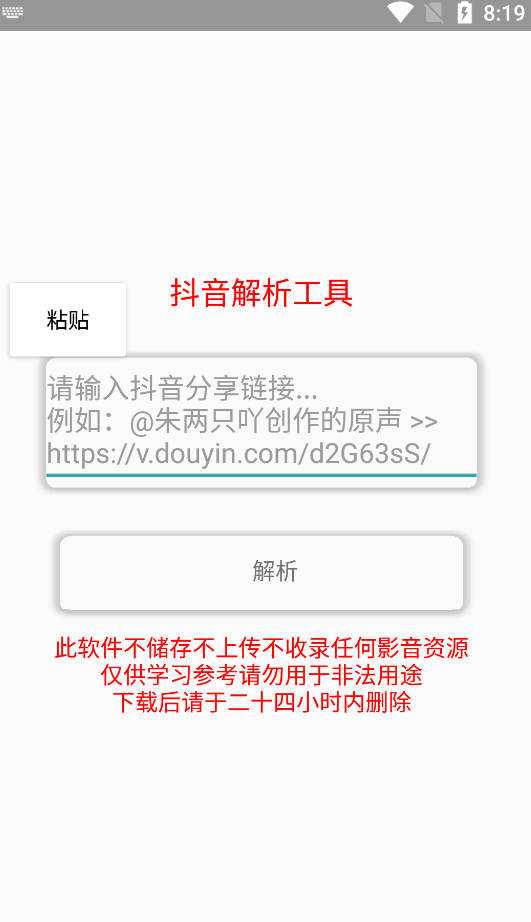 8:19
抖音解析工具
粘贴
请输入抖音分享链接...
例如：@朱两只吖创作的原声 >>
https://v.douyin.com/d2G63sS/
解析
此软件不储存不上传不收录任何影音资源
仅供学习参考请勿用于非法用途
下载后请于二十四小时内删除